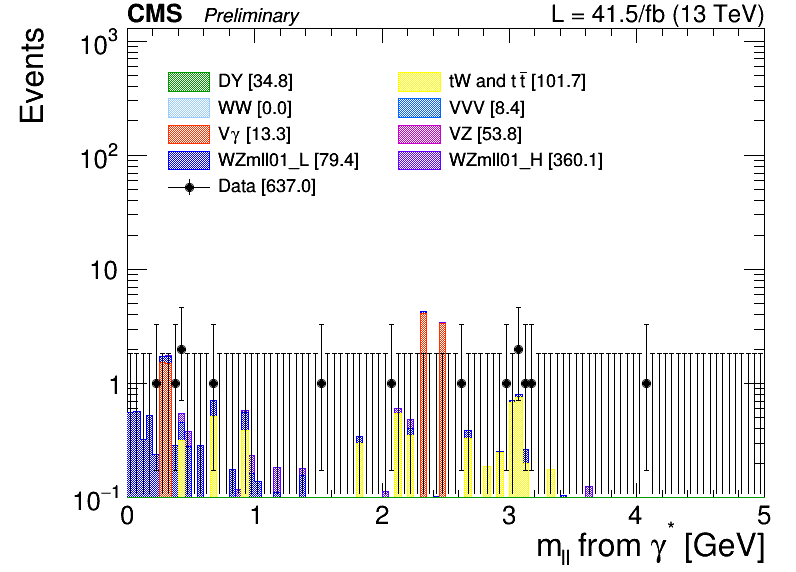 CMS Preliminary L = 41.5/fb (13 TeV)
Events
10³
10²
10
1
10⁻¹
DY [34.8]
tW and tt̅ [101.7]
WW [0.0]
VVV [8.4]
Vγ [13.3]
VZ [53.8]
WZmll01_L [79.4]
WZmll01_H [360.1]
Data [637.0]
0 1 2 3 4 5
m_ll from γ* [GeV]